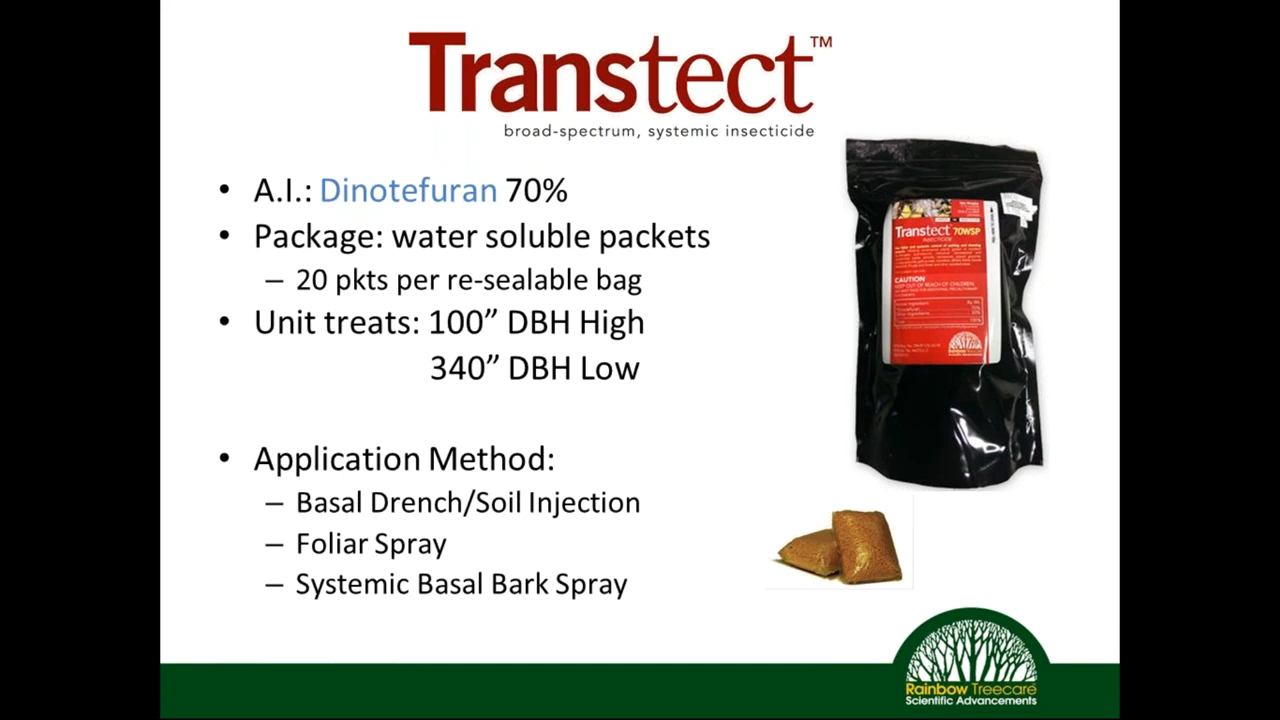 Transtect™
broad-spectrum, systemic insecticide
• A.I.: Dinotefuran 70%
• Package: water soluble packets
– 20 pkts per re-sealable bag
• Unit treats: 100” DBH High
340” DBH Low
• Application Method:
– Basal Drench/Soil Injection
– Foliar Spray
– Systemic Basal Bark Spray
Transtect 70WSP
INSECTICIDE
CAUTION
KEEP OUT OF REACH OF CHILDREN
Rainbow Treecare
Scientific Advancements